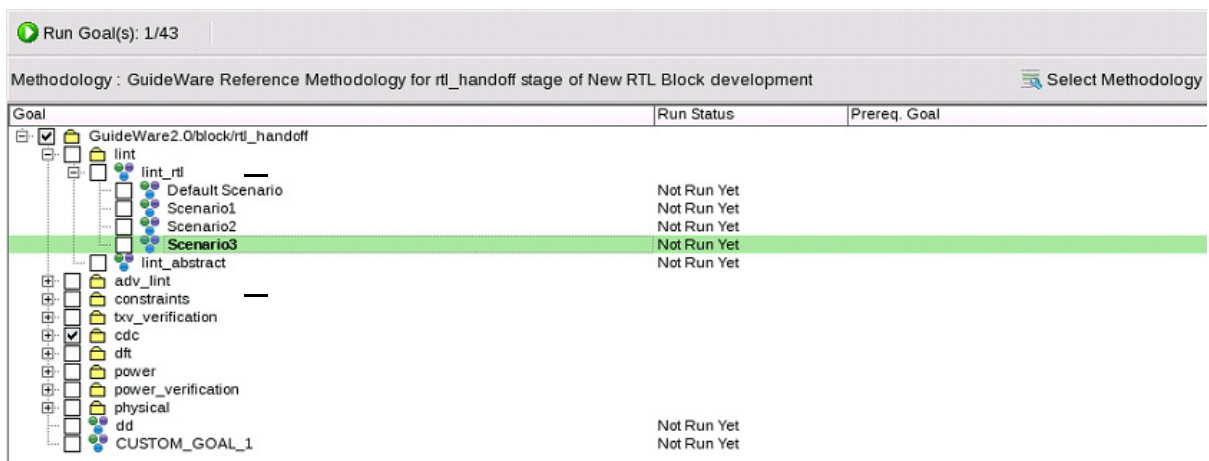 Run Goal(s): 1/43
Methodology : GuideWare Reference Methodology for rtl_handoff stage of New RTL Block development Select Methodology
Goal Run Status Prereq. Goal
GuideWare2.0/block/rtl_handoff
lint
lint_rtl
Default Scenario Not Run Yet
Scenario1 Not Run Yet
Scenario2 Not Run Yet
Scenario3 Not Run Yet
lint_abstract Not Run Yet
adv_lint
constraints
txv_verification
cdc
dft
power
power_verification
physical
dd Not Run Yet
CUSTOM_GOAL_1 Not Run Yet